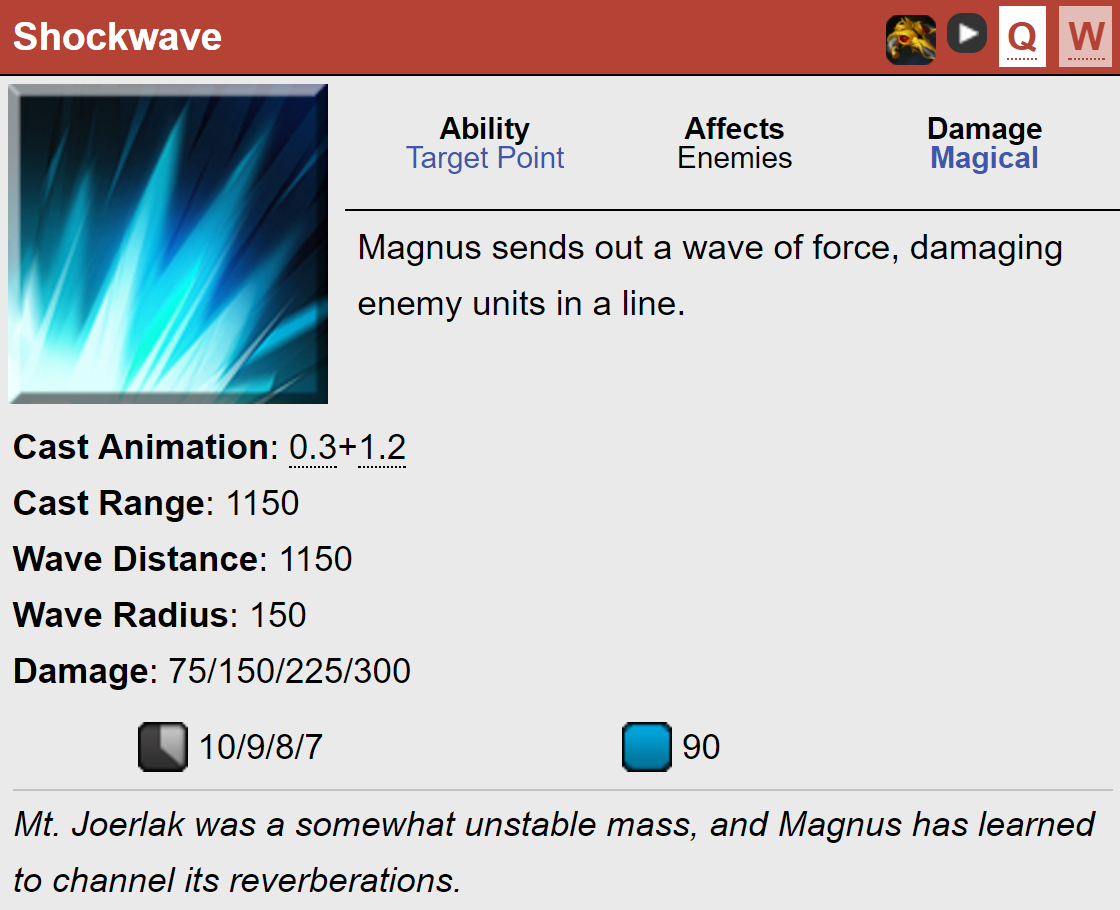 Shockwave
Q W
Ability Affects Damage
Target Point Enemies Magical
Magnus sends out a wave of force, damaging
enemy units in a line.
Cast Animation: 0.3+1.2
Cast Range: 1150
Wave Distance: 1150
Wave Radius: 150
Damage: 75/150/225/300
10/9/8/7 90
Mt. Joerlak was a somewhat unstable mass, and Magnus has learned
to channel its reverberations.